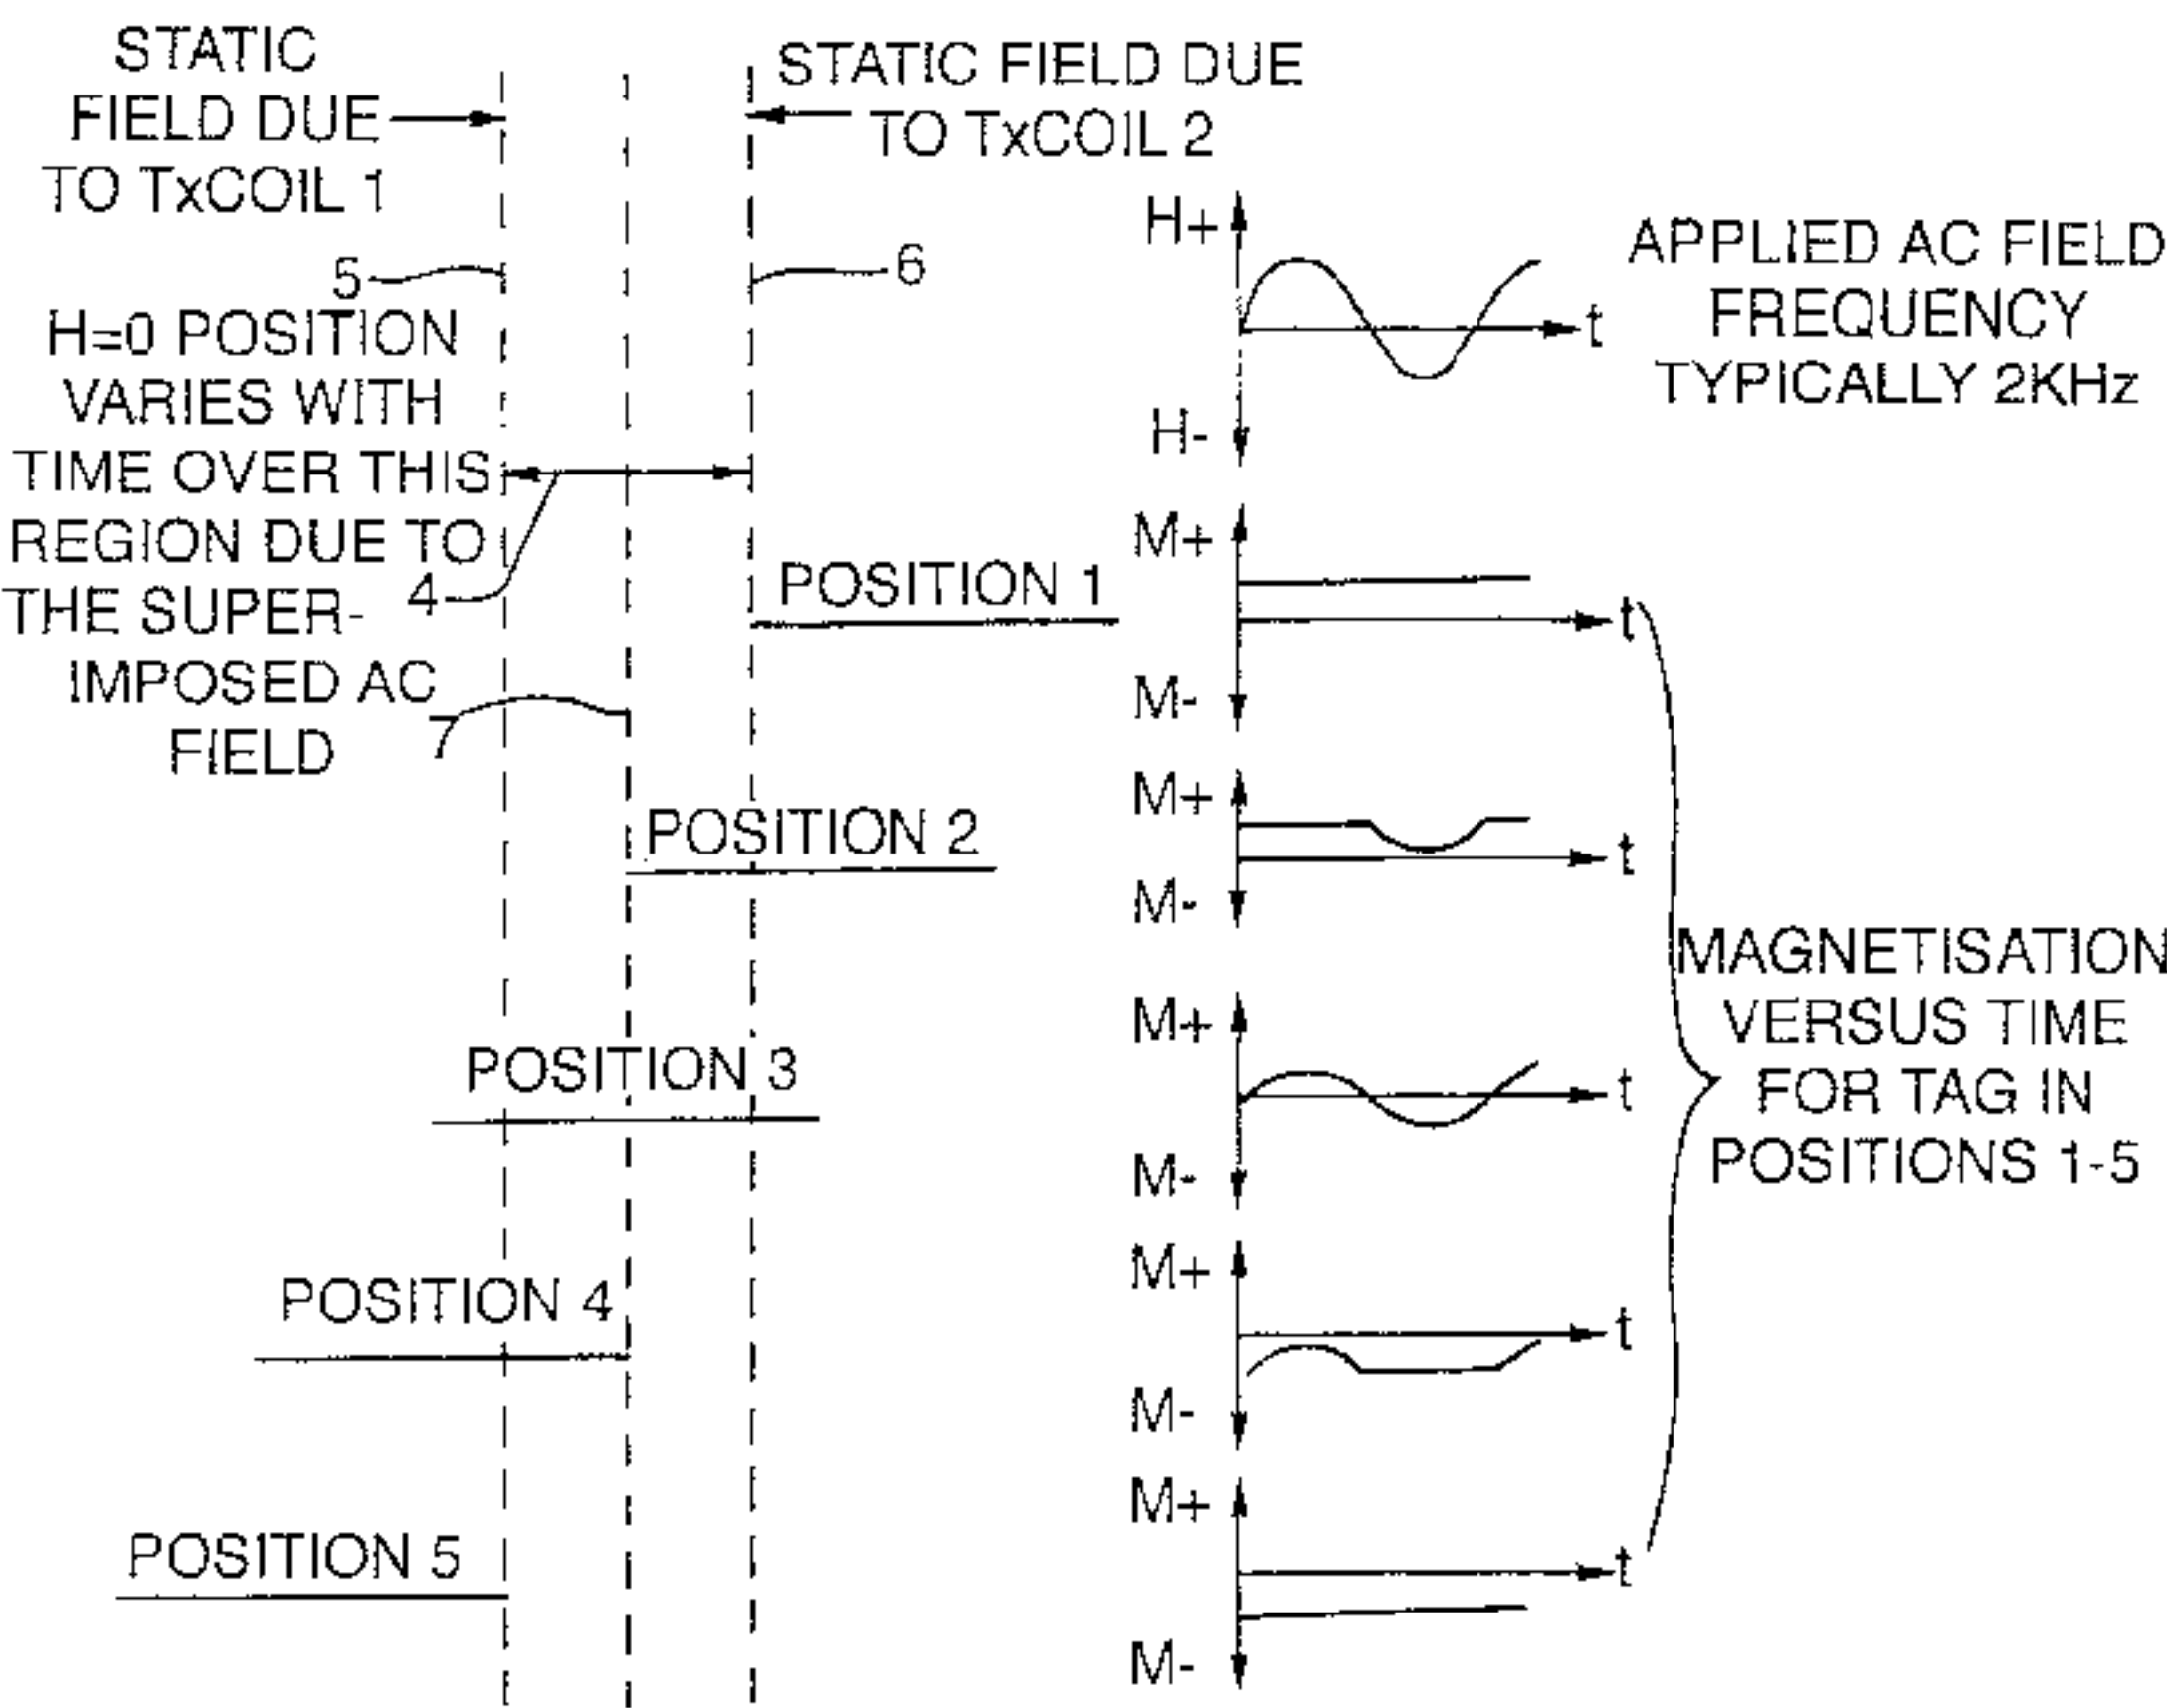 STATIC
FIELD DUE
TO TxCOIL 1
STATIC FIELD DUE
TO TxCOIL 2
5
6
H=0 POSITION
VARIES WITH
TIME OVER THIS
REGION DUE TO
THE SUPER-
IMPOSED AC
FIELD
4
7
H+
H-
t
APPLIED AC FIELD
FREQUENCY
TYPICALLY 2KHz
POSITION 1
M+
M-
t
POSITION 2
M+
M-
t
POSITION 3
M+
M-
t
POSITION 4
M+
M-
t
POSITION 5
M+
M-
t
MAGNETISATION
VERSUS TIME
FOR TAG IN
POSITIONS 1-5